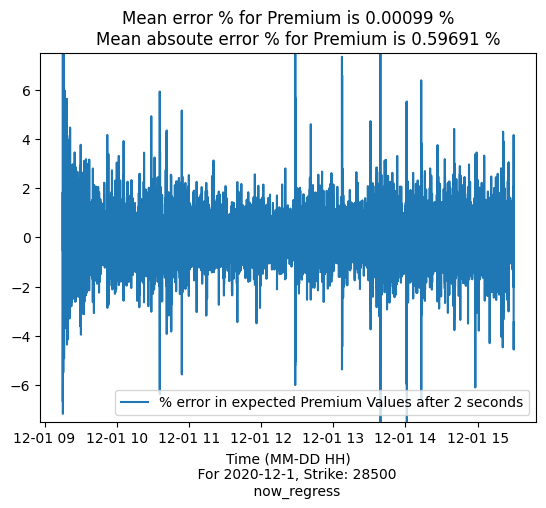 Mean error % for Premium is 0.00099 %
Mean absoute error % for Premium is 0.59691 %
6
4
2
0
−2
−4
−6
% error in expected Premium Values after 2 seconds
12-01 09 12-01 10 12-01 11 12-01 12 12-01 13 12-01 14 12-01 15
Time (MM-DD HH)
For 2020-12-1, Strike: 28500
now_regress